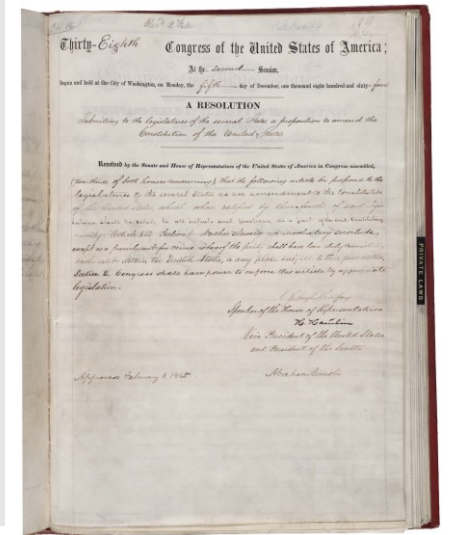 Thirty-Eighth Congress of the United States of America;
At the second Session,
Begun and held at the City of Washington, on Monday, the fifth day of December, one thousand eight hundred and sixty-four
A RESOLUTION
Submitting to the legislatures of the several States a proposition to amend the
Constitution of the United States
Resolved by the Senate and House of Representatives of the United States of America in Congress assembled,
(two-thirds of both houses concurring), That the following article be proposed to the
legislatures of the several States as an amendment to the Constitution
of the United States, which, when ratified by three-fourths of said legis
latures shall be valid, to all intents and purposes, as a part of the said Constitution
namely: Article XIII. Section 1. Neither slavery nor involuntary servitude,
except as a punishment for crime whereof the party shall have been duly convicted,
shall exist within the United States, or any place subject to their jurisdiction.
Section 2. Congress shall have power to enforce this article by appropriate
legislation.
Speaker of the House of Representatives
H. Hamlin
Vice President of the United States
and President of the Senate
Approved February 1, 1865
Abraham Lincoln
PRIVATE LAWS